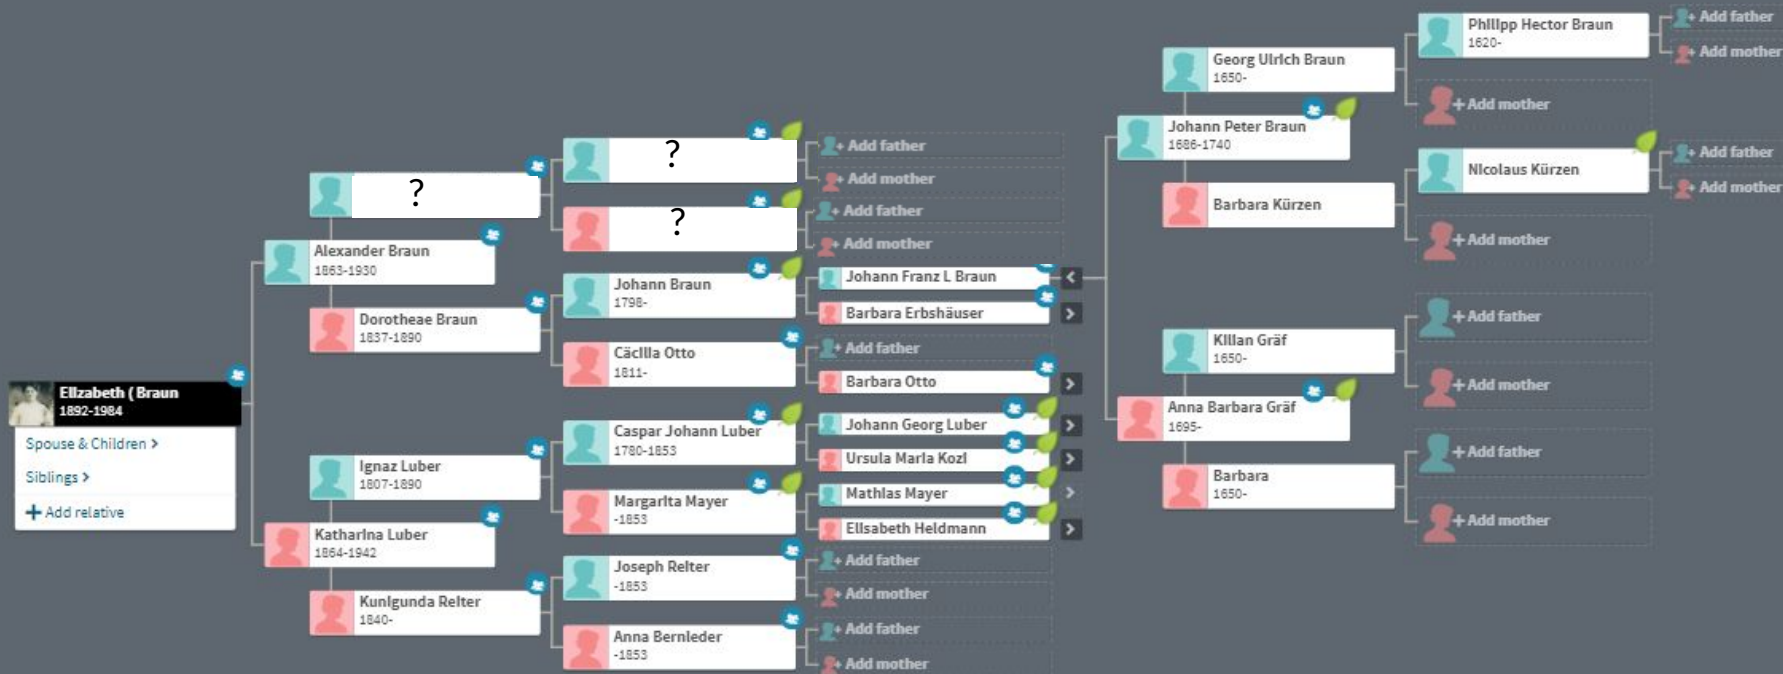 Elizabeth ( Braun
1892-1984
Spouse & Children >
Siblings >
+ Add relative
Alexander Braun
1863-1930
Katharina Luber
1864-1942
?
Dorotheae Braun
1837-1890
Ignaz Luber
1807-1890
Kunigunda Reiter
1840-
?
?
Johann Braun
1798-
Cäcilia Otto
1811-
Caspar Johann Luber
1780-1853
Margarita Mayer
-1853
Joseph Reiter
-1853
Anna Bernleder
-1853
+ Add father
+ Add mother
+ Add father
+ Add mother
Johann Franz L Braun
Barbara Erbshäuser
+ Add father
Barbara Otto
Johann Georg Luber
Ursula Maria Kozl
Mathias Mayer
Elisabeth Heldmann
+ Add father
+ Add mother
+ Add father
+ Add mother
<
>
>
>
>
>
>
Johann Peter Braun
1686-1740
Anna Barbara Gräf
1695-
Georg Ulrich Braun
1650-
Barbara Kürzen
Kilian Gräf
1650-
Barbara
1650-
Philipp Hector Braun
1620-
+ Add mother
Nicolaus Kürzen
+ Add mother
+ Add father
+ Add mother
+ Add father
+ Add mother
+ Add father
+ Add mother
+ Add father
+ Add mother